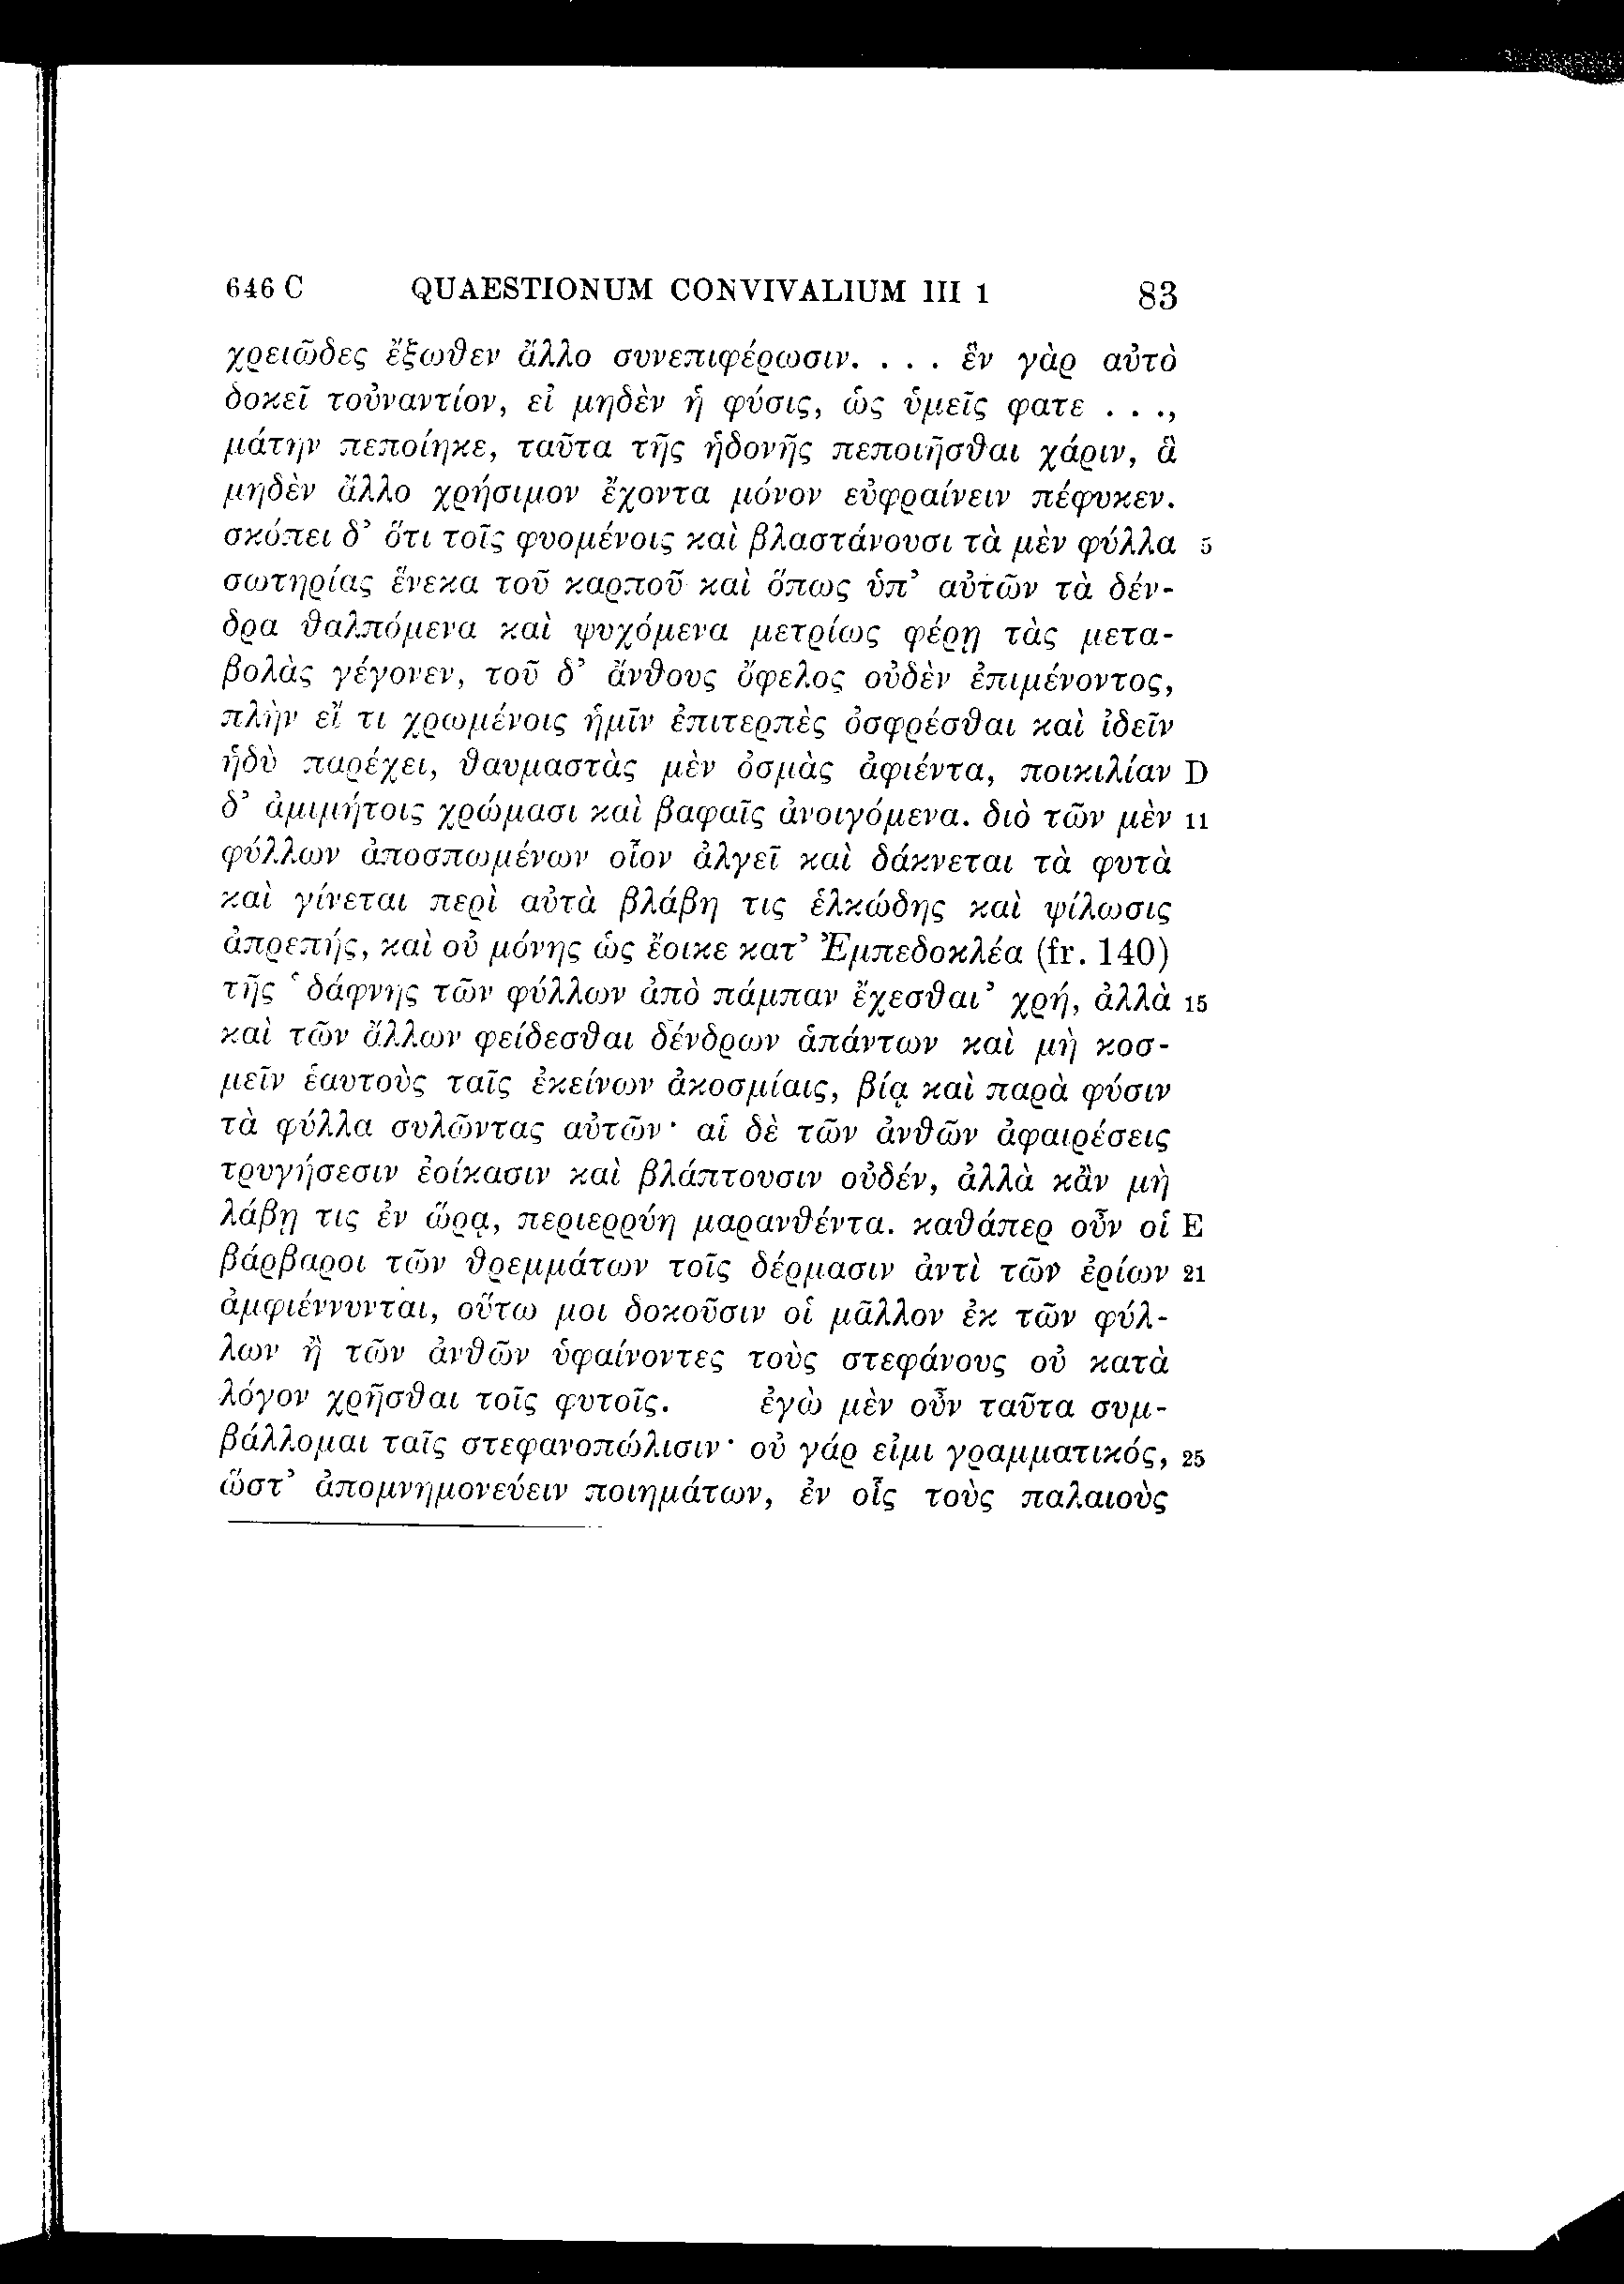 646 C QUAESTIONUM CONVIVALIUM III 1 83
χρειῶδες ἔξωθεν ἄλλο συνεπιφέρωσιν. . . . ἓν γὰρ αὐτὸ
δοκεῖ τοὐναντίον, εἰ μηδὲν ἡ φύσις, ὡς ὑμεῖς φατε . . .,
μάτην πεποίηκε, ταῦτα τῆς ἡδονῆς πεποιῆσθαι χάριν, ἃ
μηδὲν ἄλλο χρήσιμον ἔχοντα μόνον εὐφραίνειν πέφυκεν.
σκόπει δ’ ὅτι τοῖς φυομένοις καὶ βλαστάνουσι τὰ μὲν φύλλα 5
σωτηρίας ἕνεκα τοῦ καρποῦ καὶ ὅπως ὑπ’ αὐτῶν τὰ δέν-
δρα θαλπόμενα καὶ ψυχόμενα μετρίως φέρῃ τὰς μετα-
βολὰς γέγονεν, τοῦ δ’ ἄνθους ὄφελος οὐδὲν ἐπιμένοντος,
πλὴν εἴ τι χρωμένοις ἡμῖν ἐπιτερπὲς ὀσφρέσθαι καὶ ἰδεῖν
ἡδὺ παρέχει, θαυμαστὰς μὲν ὀσμὰς ἀφιέντα, ποικιλίαν D
δ’ ἀμιμήτοις χρώμασι καὶ βαφαῖς ἀνοιγόμενα. διὸ τῶν μὲν 11
φύλλων ἀποσπωμένων οἷον ἀλγεῖ καὶ δάκνεται τὰ φυτὰ
καὶ γίνεται περὶ αὐτὰ βλάβη τις ἑλκώδης καὶ ψίλωσις
ἀπρεπής, καὶ οὐ μόνης ὡς ἔοικε κατ’ Ἐμπεδοκλέα (fr. 140)
τῆς ‘δάφνης τῶν φύλλων ἀπὸ πάμπαν ἔχεσθαι’ χρή, ἀλλὰ 15
καὶ τῶν ἄλλων φείδεσθαι δένδρων ἁπάντων καὶ μὴ κοσ-
μεῖν ἑαυτοὺς ταῖς ἐκείνων ἀκοσμίαις, βίᾳ καὶ παρὰ φύσιν
τὰ φύλλα συλῶντας αὐτῶν· αἱ δὲ τῶν ἀνθῶν ἀφαιρέσεις
τρυγήσεσιν ἐοίκασιν καὶ βλάπτουσιν οὐδέν, ἀλλὰ κἂν μὴ
λάβῃ τις ἐν ὥρᾳ, περιερρύη μαρανθέντα. καθάπερ οὖν οἱ E
βάρβαροι τῶν θρεμμάτων τοῖς δέρμασιν ἀντὶ τῶν ἐρίων 21
ἀμφιέννυνται, οὕτω μοι δοκοῦσιν οἱ μᾶλλον ἐκ τῶν φύλ-
λων ἢ τῶν ἀνθῶν ὑφαίνοντες τοὺς στεφάνους οὐ κατὰ
λόγον χρῆσθαι τοῖς φυτοῖς. ἐγὼ μὲν οὖν ταῦτα συμ-
βάλλομαι ταῖς στεφανοπώλισιν· οὐ γάρ εἰμι γραμματικός, 25
ὥστ’ ἀπομνημονεύειν ποιημάτων, ἐν οἷς τοὺς παλαιοὺς